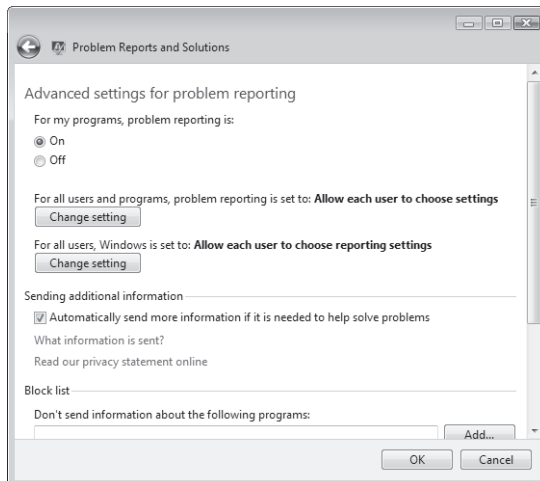 Problem Reports and Solutions
Advanced settings for problem reporting
For my programs, problem reporting is:
On
Off
For all users and programs, problem reporting is set to: Allow each user to choose settings
Change setting
For all users, Windows is set to: Allow each user to choose reporting settings
Change setting
Sending additional information
Automatically send more information if it is needed to help solve problems
What information is sent?
Read our privacy statement online
Block list
Don't send information about the following programs:
Add...
OK Cancel